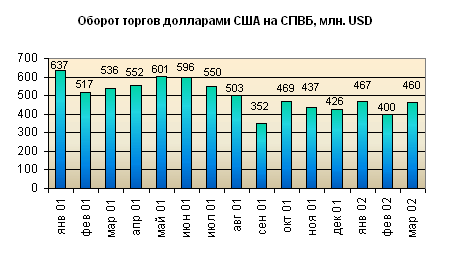 Оборот торгов долларами США на СПВБ, млн. USD
700
600
500
400
300
200
100
0
637
517
536
552
601
596
550
503
352
469
437
426
467
400
460
янв 01
фев 01
мар 01
апр 01
май 01
июн 01
июл 01
авг 01
сен 01
окт 01
ноя 01
дек 01
янв 02
фев 02
мар 02